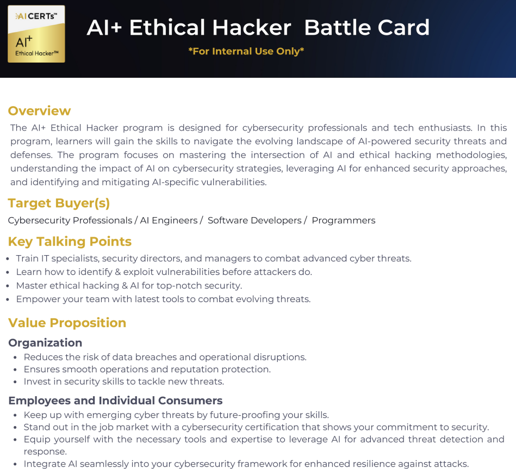 AI CERTs™
AI+
Ethical Hacker™
AI+ Ethical Hacker Battle Card
*For Internal Use Only*
Overview
The AI+ Ethical Hacker program is designed for cybersecurity professionals and tech enthusiasts. In this
program, learners will gain the skills to navigate the evolving landscape of AI-powered security threats and
defenses. The program focuses on mastering the intersection of AI and ethical hacking methodologies,
understanding the impact of AI on cybersecurity strategies, leveraging AI for enhanced security approaches,
and identifying and mitigating AI-specific vulnerabilities.
Target Buyer(s)
Cybersecurity Professionals / AI Engineers / Software Developers / Programmers
Key Talking Points
• Train IT specialists, security directors, and managers to combat advanced cyber threats.
• Learn how to identify & exploit vulnerabilities before attackers do.
• Master ethical hacking & AI for top-notch security.
• Empower your team with latest tools to combat evolving threats.
Value Proposition
Organization
• Reduces the risk of data breaches and operational disruptions.
• Ensures smooth operations and reputation protection.
• Invest in security skills to tackle new threats.
Employees and Individual Consumers
• Keep up with emerging cyber threats by future-proofing your skills.
• Stand out in the job market with a cybersecurity certification that shows your commitment to security.
• Equip yourself with the necessary tools and expertise to leverage AI for advanced threat detection and
response.
• Integrate AI seamlessly into your cybersecurity framework for enhanced resilience against attacks.